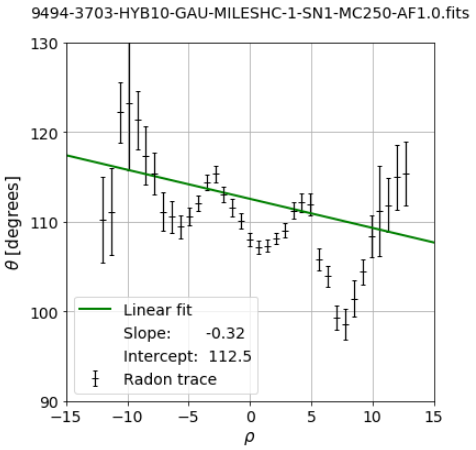 9494-3703-HYB10-GAU-MILESHC-1-SN1-MC250-AF1.0.fits
130
120
110
100
90
θ [degrees]
Linear fit
Slope: -0.32
Intercept: 112.5
Radon trace
−15 −10 −5 0 5 10 15
ρ